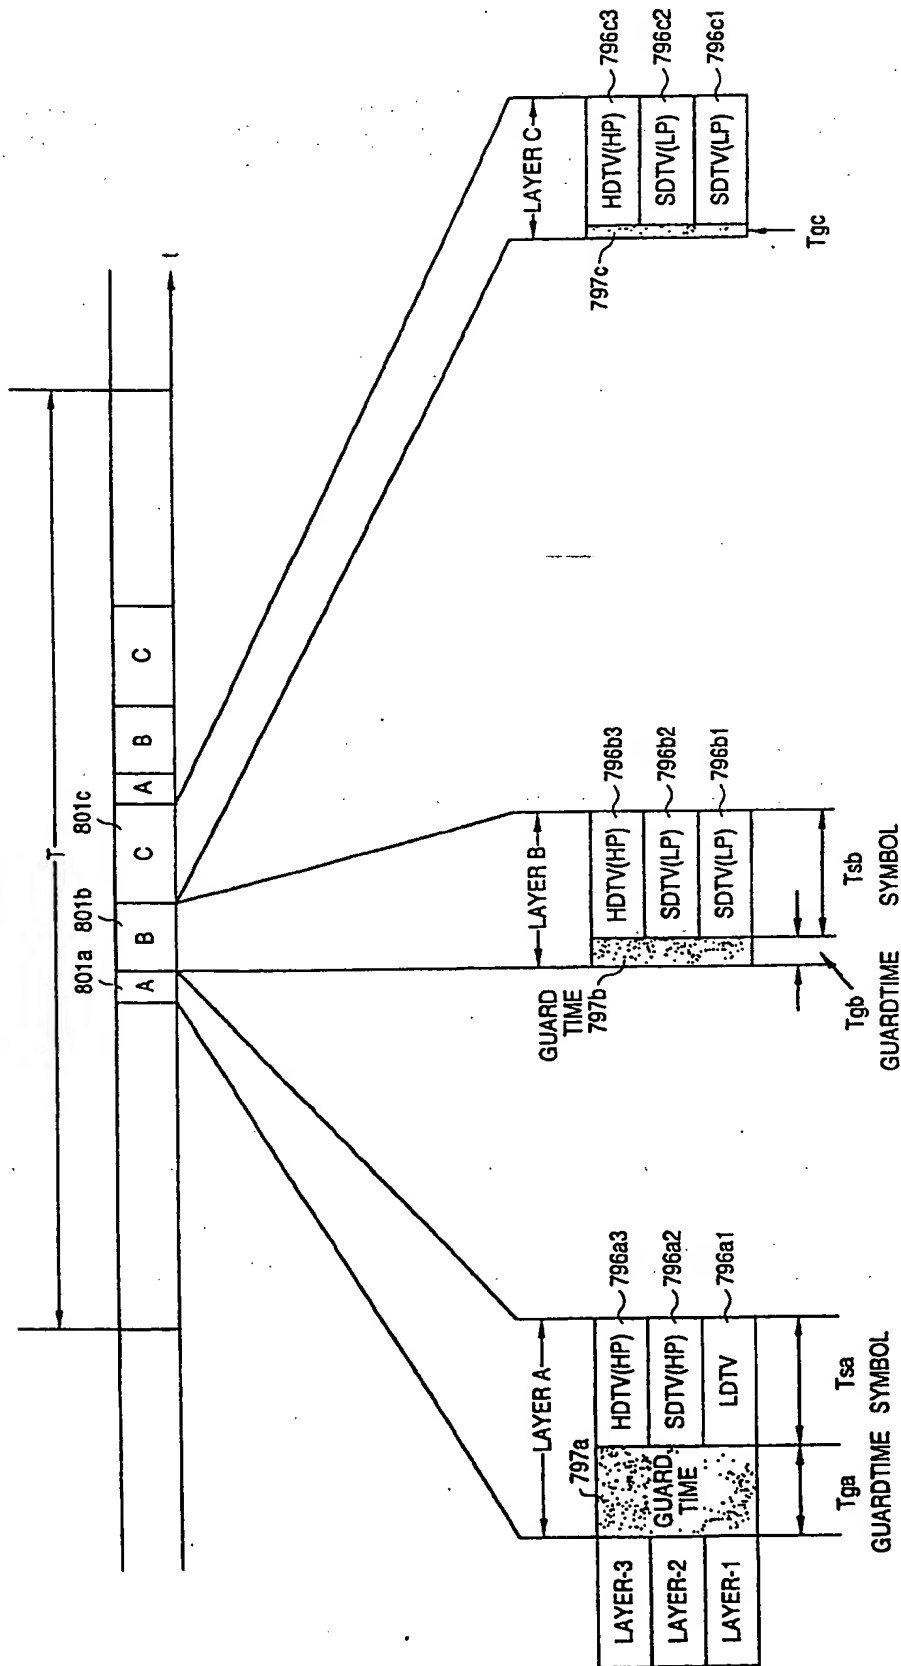 T
801a
801b
801c
A
B
C
A
B
C
t
LAYER A
LAYER B
LAYER C
797a
GUARD TIME
797b
797c
LAYER-3
GUARD
TIME
HDTV(HP)
796a3
HDTV(HP)
796b3
HDTV(HP)
796c3
LAYER-2
SDTV(HP)
796a2
SDTV(LP)
796b2
SDTV(LP)
796c2
LAYER-1
LDTV
796a1
SDTV(LP)
796b1
SDTV(LP)
796c1
Tga
Tsa
Tgb
Tsb
Tgc
GUARDTIME SYMBOL
GUARDTIME
SYMBOL